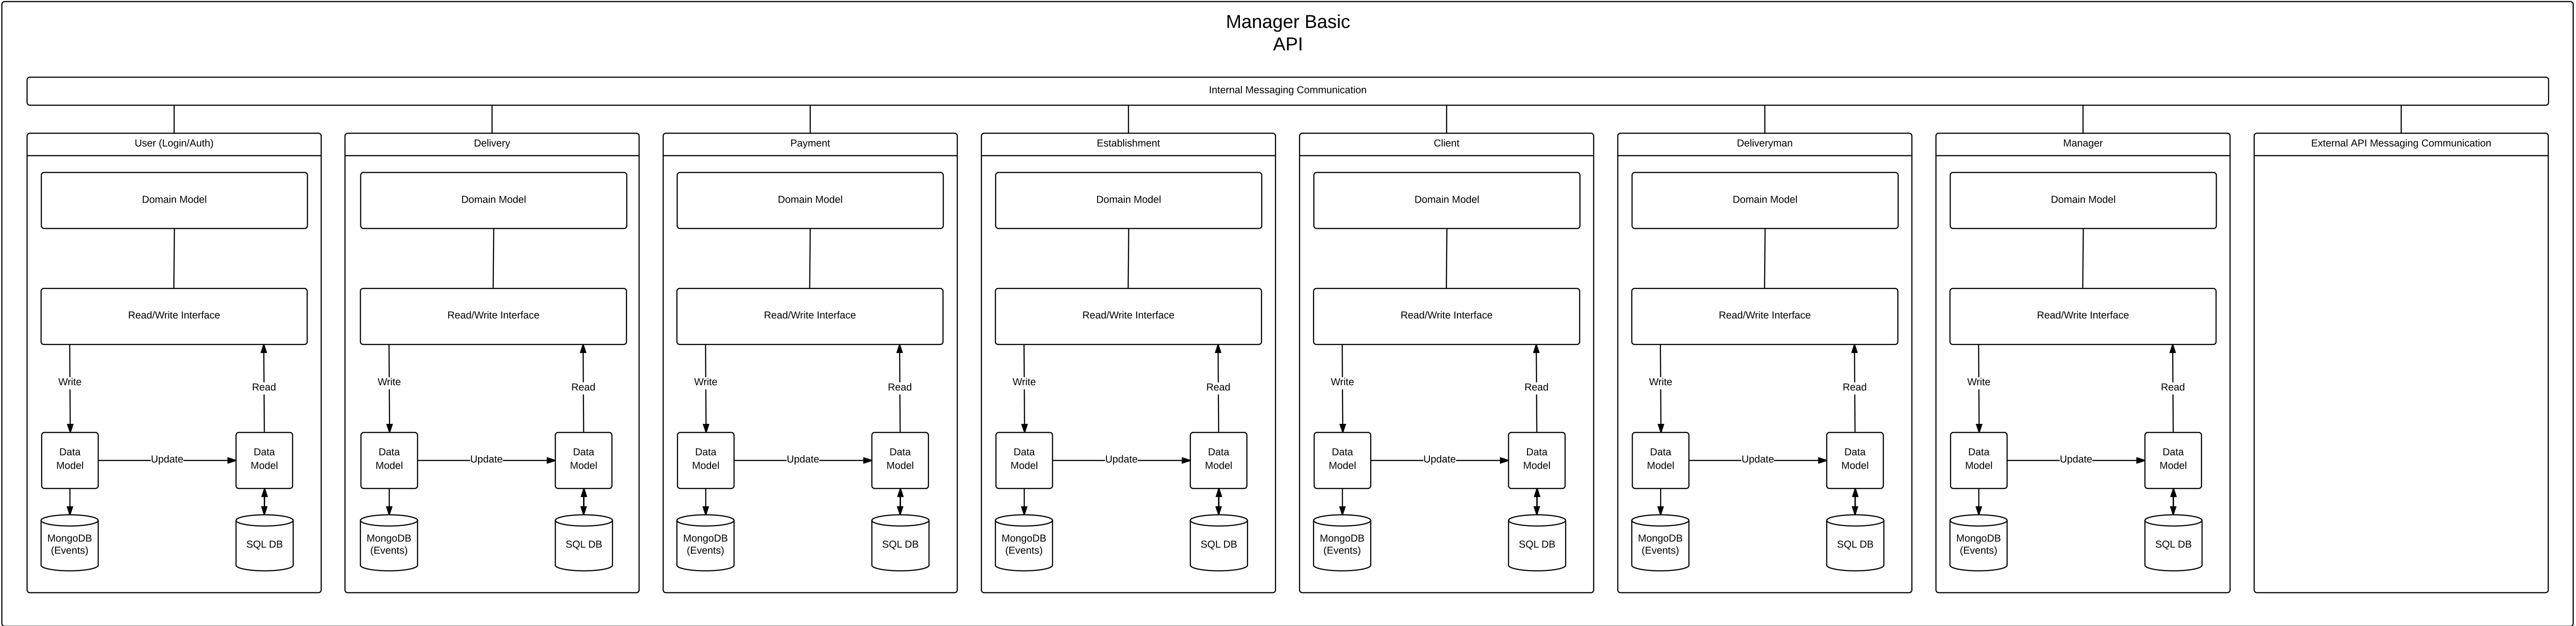 Manager Basic
API
Internal Messaging Communication
User (Login/Auth)
Domain Model
Read/Write Interface
Write
Read
Data
Model
Update
Data
Model
MongoDB
(Events)
SQL DB
Delivery
Domain Model
Read/Write Interface
Write
Read
Data
Model
Update
Data
Model
MongoDB
(Events)
SQL DB
Payment
Domain Model
Read/Write Interface
Write
Read
Data
Model
Update
Data
Model
MongoDB
(Events)
SQL DB
Establishment
Domain Model
Read/Write Interface
Write
Read
Data
Model
Update
Data
Model
MongoDB
(Events)
SQL DB
Client
Domain Model
Read/Write Interface
Write
Read
Data
Model
Update
Data
Model
MongoDB
(Events)
SQL DB
Deliveryman
Domain Model
Read/Write Interface
Write
Read
Data
Model
Update
Data
Model
MongoDB
(Events)
SQL DB
Manager
Domain Model
Read/Write Interface
Write
Read
Data
Model
Update
Data
Model
MongoDB
(Events)
SQL DB
External API Messaging Communication